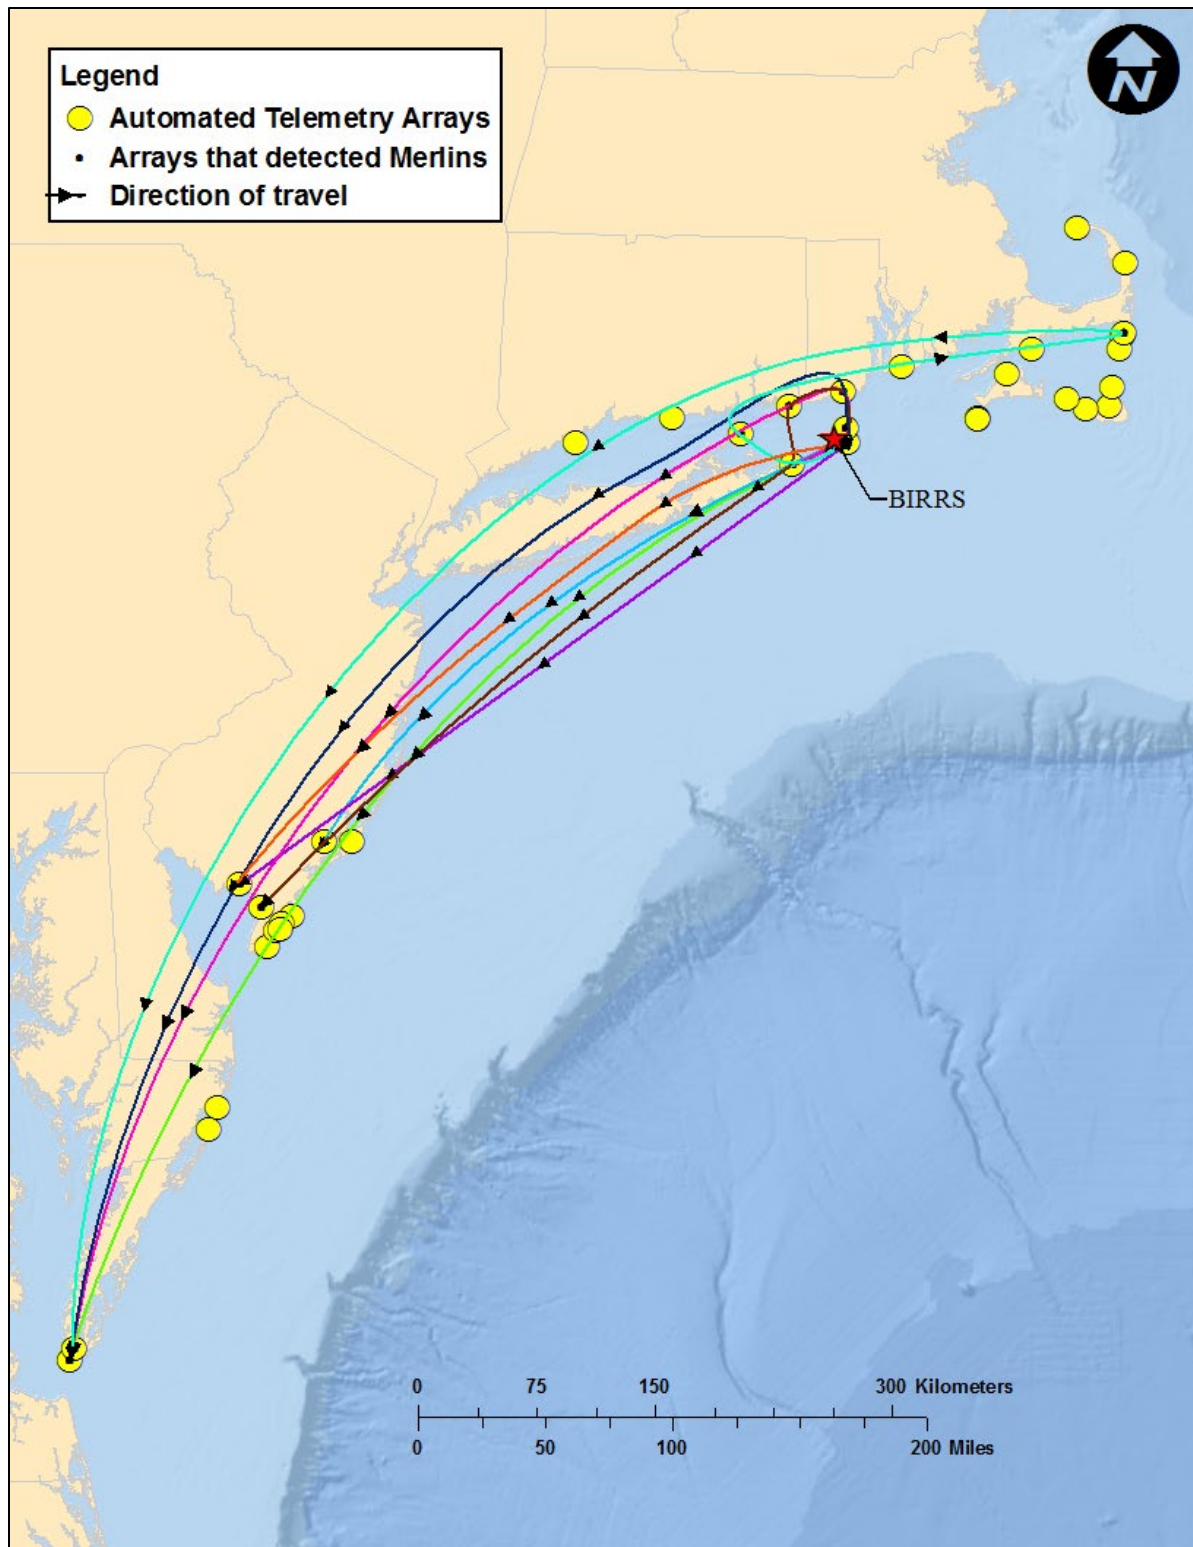 Legend
Automated Telemetry Arrays
Arrays that detected Merlins
Direction of travel
N
BIRRS
0 75 150 300 Kilometers
0 50 100 200 Miles